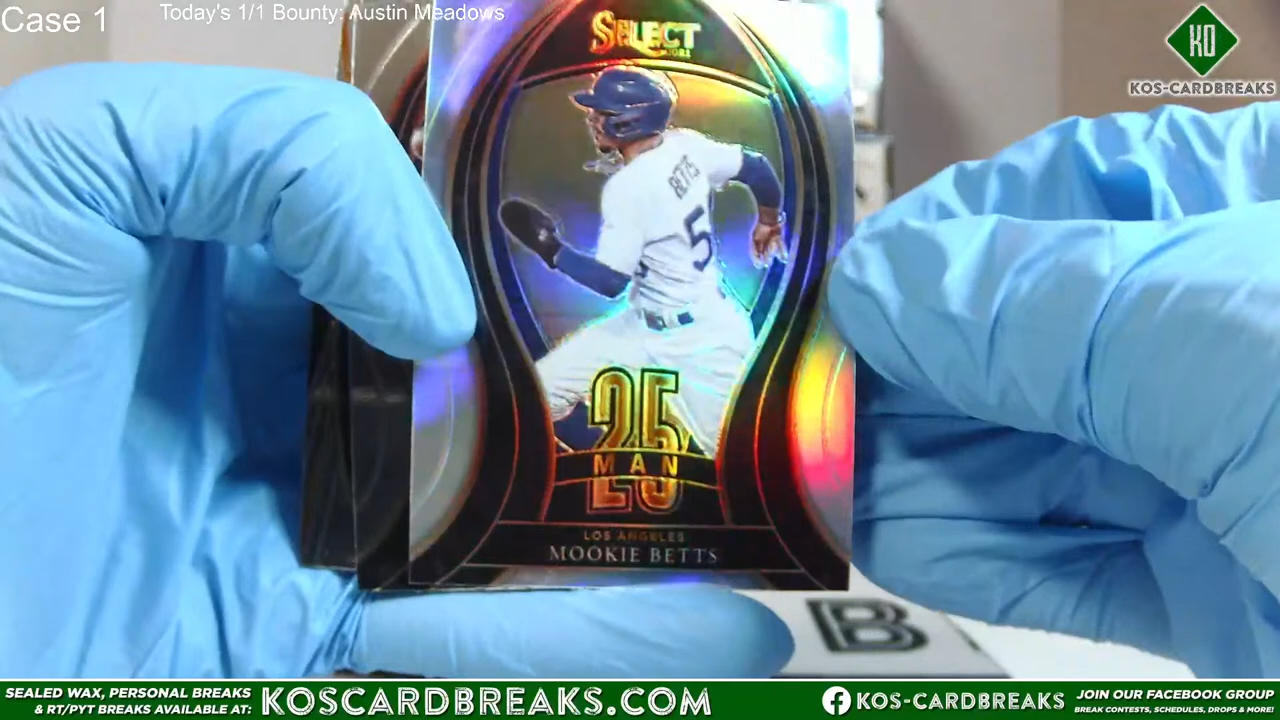 Case 1
Today's 1/1 Bounty: Austin Meadows
KO
KOS-CARDBREAKS
SELECT
BETTS
5
25
MAN
LOS ANGELES
MOOKIE BETTS
B
SEALED WAX, PERSONAL BREAKS
& RT/PYT BREAKS AVAILABLE AT:
KOSCARDBREAKS.COM
KOS-CARDBREAKS
JOIN OUR FACEBOOK GROUP
BREAK CONTESTS, SCHEDULES, DROPS & MORE!